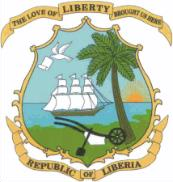 THE LOVE OF LIBERTY BROUGHT US HERE
REPUBLIC OF LIBERIA